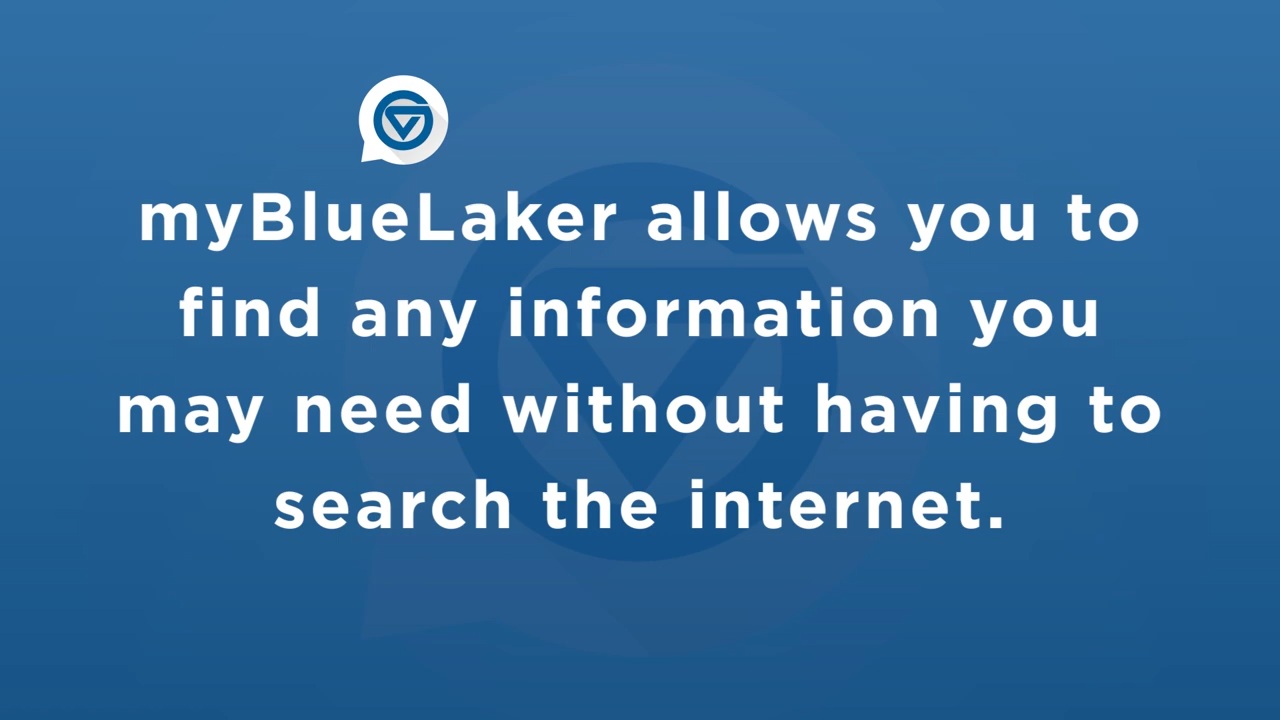 myBlueLaker allows you to
find any information you
may need without having to
search the internet.